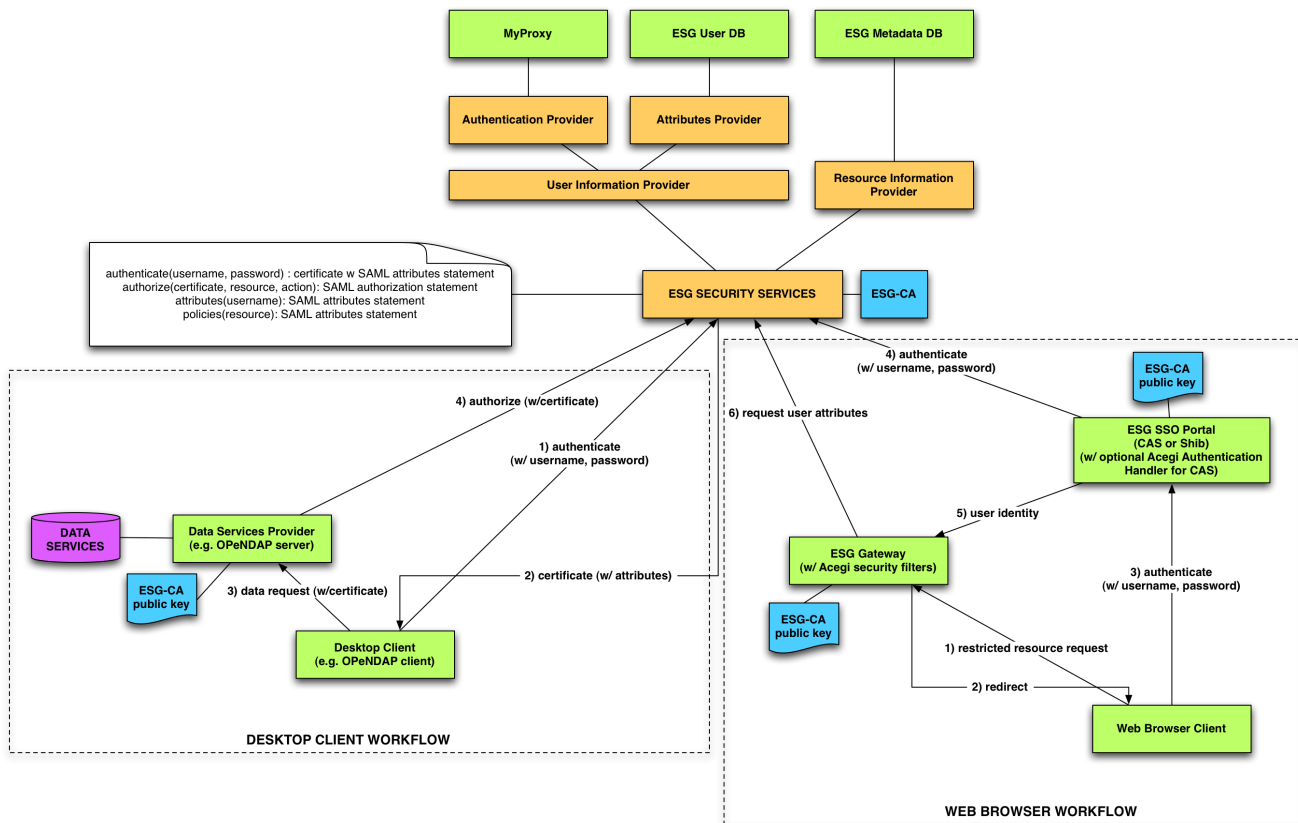 MyProxy
ESG User DB
ESG Metadata DB
Authentication Provider
Attributes Provider
User Information Provider
Resource Information
Provider
authenticate(username, password) : certificate w SAML attributes statement
authorize(certificate, resource, action): SAML authorization statement
attributes(username): SAML attributes statement
policies(resource): SAML attributes statement
ESG SECURITY SERVICES
ESG-CA
4) authorize (w/certificate)
1) authenticate
(w/ username, password)
DATA
SERVICES
Data Services Provider
(e.g. OPeNDAP server)
ESG-CA
public key
3) data request (w/certificate)
2) certificate (w/ attributes)
Desktop Client
(e.g. OPeNDAP client)
DESKTOP CLIENT WORKFLOW
4) authenticate
(w/ username, password)
ESG-CA
public key
6) request user attributes
ESG SSO Portal
(CAS or Shib)
(w/ optional Acegi Authentication
Handler for CAS)
5) user identity
ESG Gateway
(w/ Acegi security filters)
3) authenticate
(w/ username, password)
ESG-CA
public key
1) restricted resource request
2) redirect
Web Browser Client
WEB BROWSER WORKFLOW